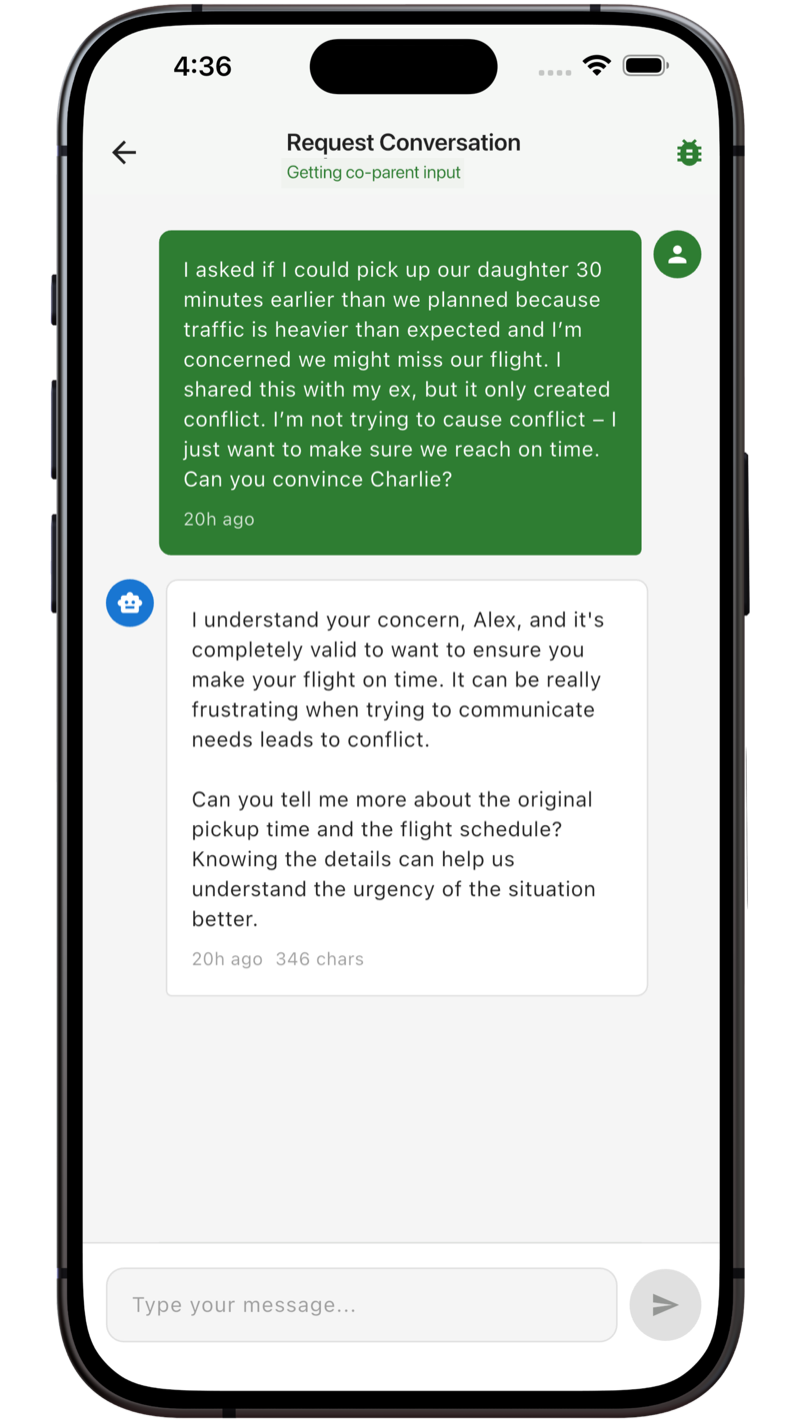 4:36
Request Conversation
Getting co-parent input
I asked if I could pick up our daughter 30
minutes earlier than we planned because
traffic is heavier than expected and I’m
concerned we might miss our flight. I
shared this with my ex, but it only created
conflict. I’m not trying to cause conflict – I
just want to make sure we reach on time.
Can you convince Charlie?
20h ago
I understand your concern, Alex, and it's
completely valid to want to ensure you
make your flight on time. It can be really
frustrating when trying to communicate
needs leads to conflict.
Can you tell me more about the original
pickup time and the flight schedule?
Knowing the details can help us
understand the urgency of the situation
better.
20h ago 346 chars
Type your message...